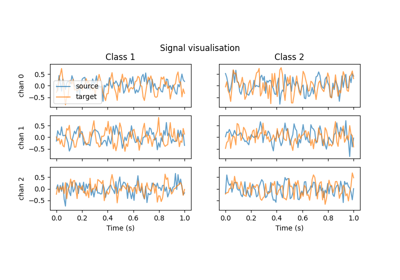 Signal visualisation
Class 1
Class 2
chan 0
0.5
0.0
−0.5
source
target
chan 1
0.5
0.0
−0.5
chan 2
0.5
0.0
−0.5
0.0 0.2 0.4 0.6 0.8 1.0
0.0 0.2 0.4 0.6 0.8 1.0
Time (s)
Time (s)